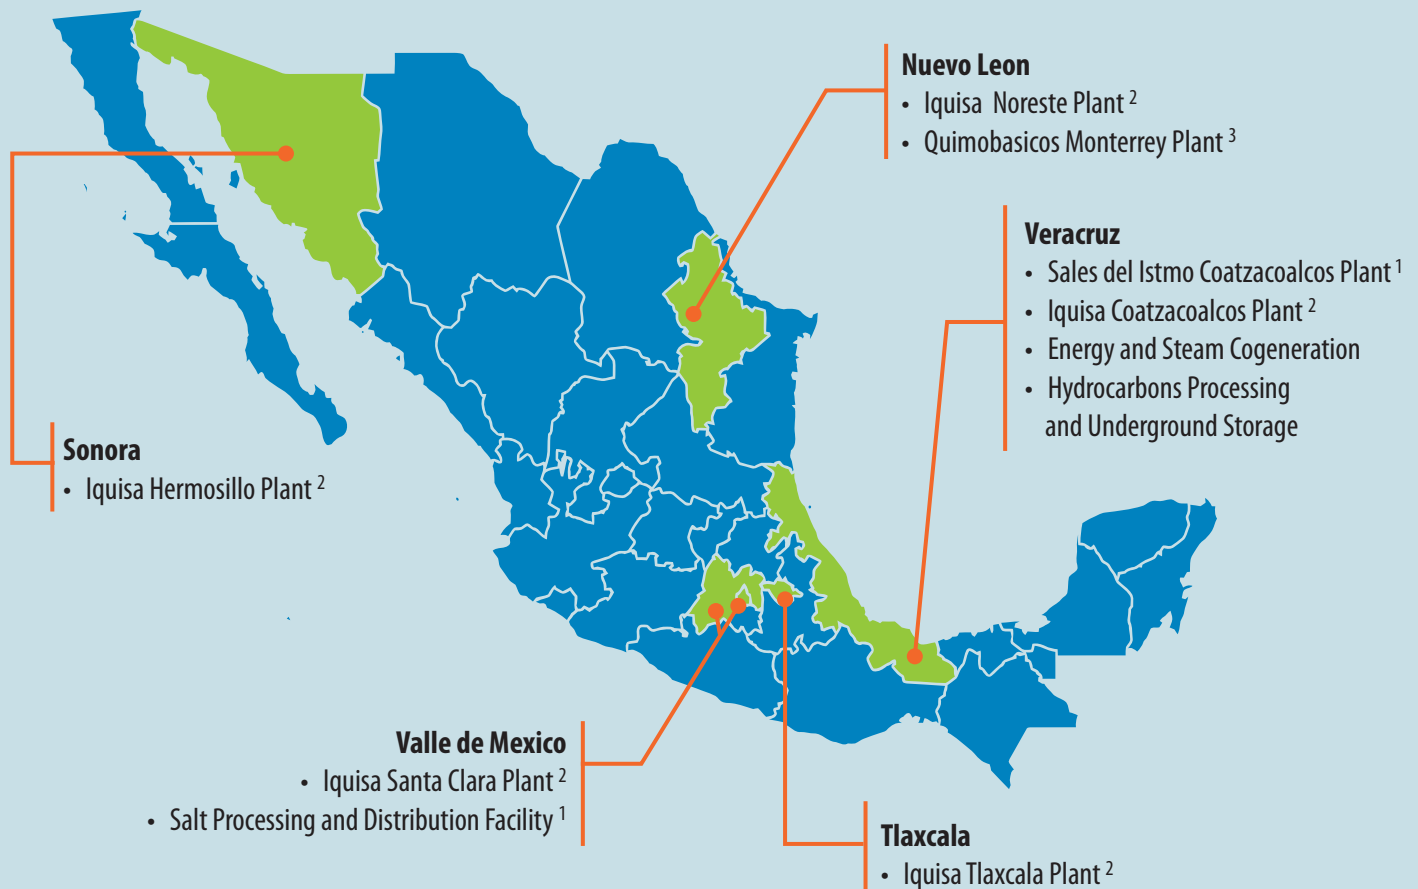 Nuevo Leon
• Iquisa Noreste Plant 2
• Quimobasicos Monterrey Plant 3
Veracruz
• Sales del Istmo Coatzacoalcos Plant 1
• Iquisa Coatzacoalcos Plant 2
• Energy and Steam Cogeneration
• Hydrocarbons Processing
and Underground Storage
Sonora
• Iquisa Hermosillo Plant 2
Valle de Mexico
• Iquisa Santa Clara Plant 2
• Salt Processing and Distribution Facility 1
Tlaxcala
• Iquisa Tlaxcala Plant 2